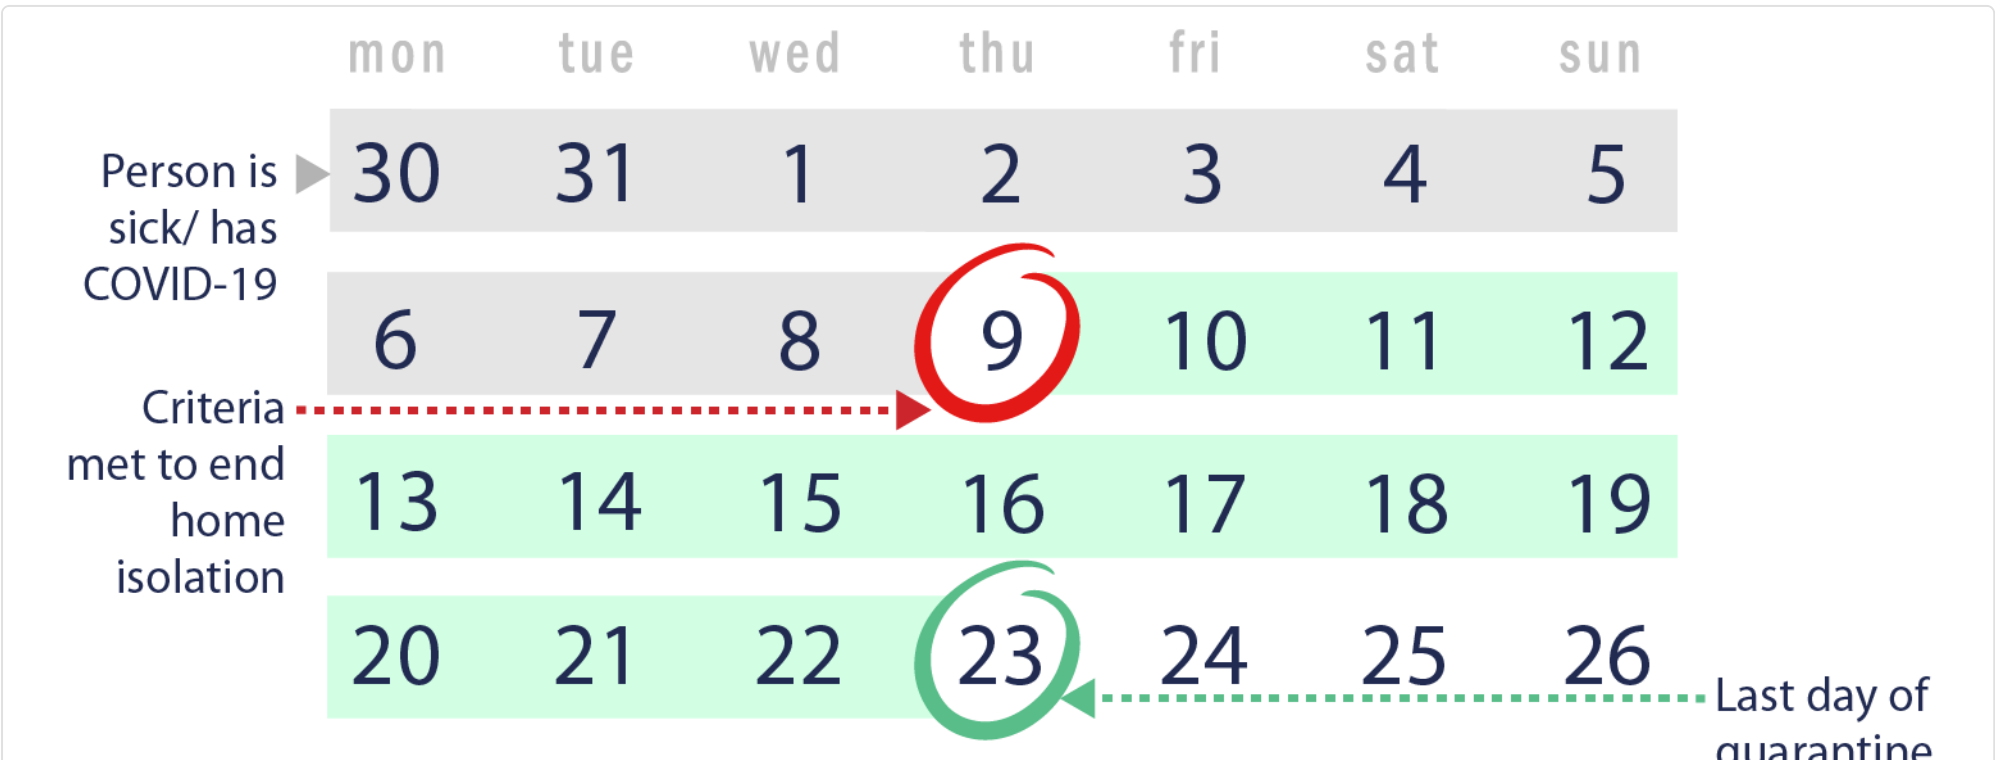 mon tue wed thu fri sat sun
Person is
sick/ has
COVID-19
30 31 1 2 3 4 5
6 7 8 9 10 11 12
Criteria
met to end
home
isolation
13 14 15 16 17 18 19
20 21 22 23 24 25 26
Last day of
quarantine